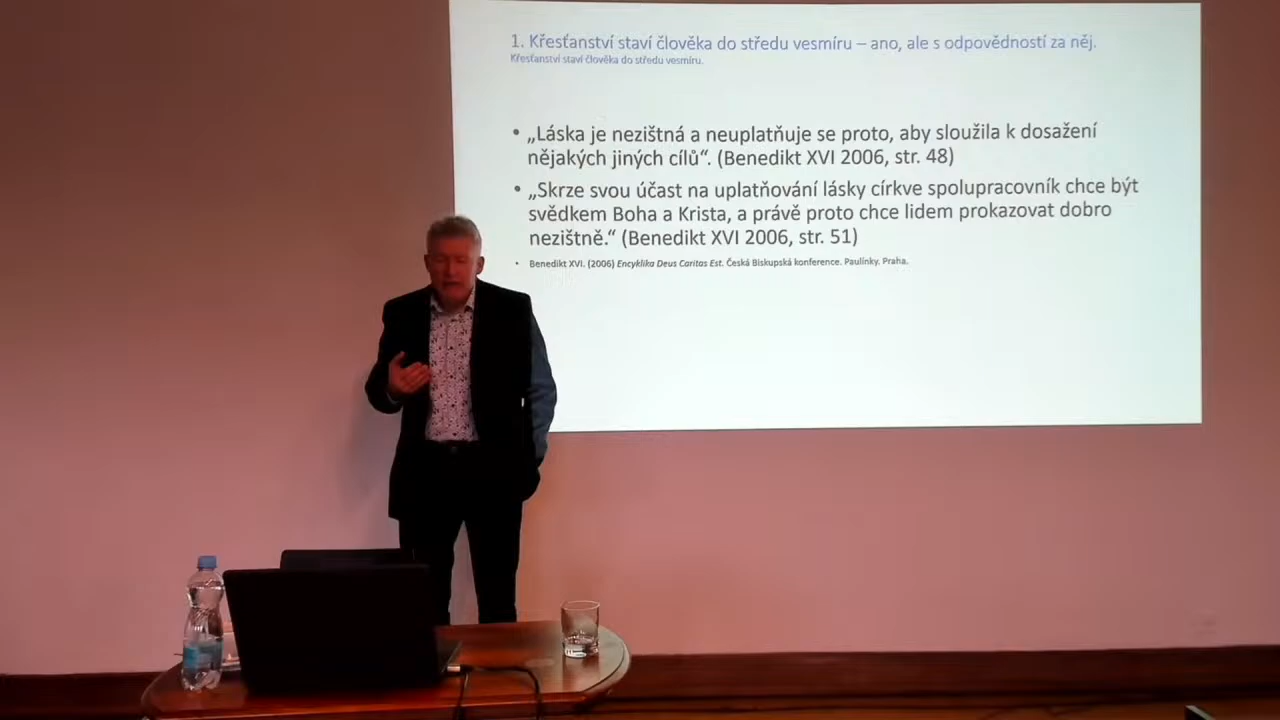 1. Křesťanství staví člověka do středu vesmíru – ano, ale s odpovědností za něj.
Křesťanství staví člověka do středu vesmíru.
• „Láska je nezištná a neuplatňuje se proto, aby sloužila k dosažení
nějakých jiných cílů“. (Benedikt XVI 2006, str. 48)
• „Skrze svou účast na uplatňování lásky církve spolupracovník chce být
svědkem Boha a Krista, a právě proto chce lidem prokazovat dobro
nezištně.“ (Benedikt XVI 2006, str. 51)
• Benedikt XVI. (2006) Encyklika Deus Caritas Est. Česká Biskupská konference. Paulínky. Praha.